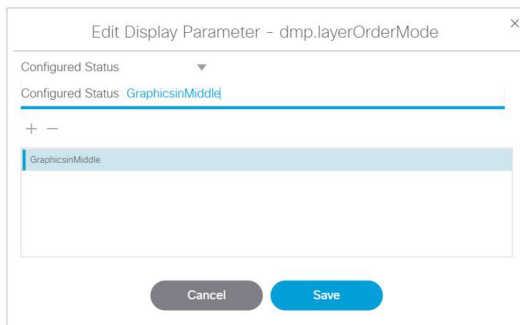 Edit Display Parameter - dmp.layerOrderMode
Configured Status
Configured Status GraphicsinMiddle
GraphicsinMiddle
Cancel Save